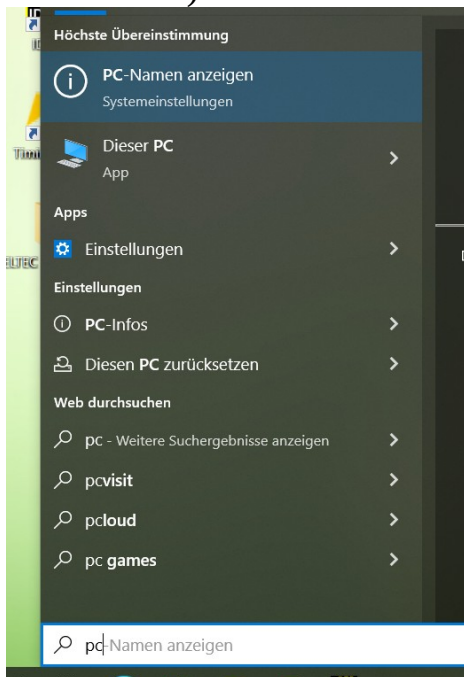 Höchste Übereinstimmung
PC-Namen anzeigen
Systemeinstellungen
Dieser PC
App
Apps
Einstellungen
Einstellungen
PC-Infos
Diesen PC zurücksetzen
Web durchsuchen
pc - Weitere Suchergebnisse anzeigen
pcvisit
pcloud
pc games
pc-Namen anzeigen